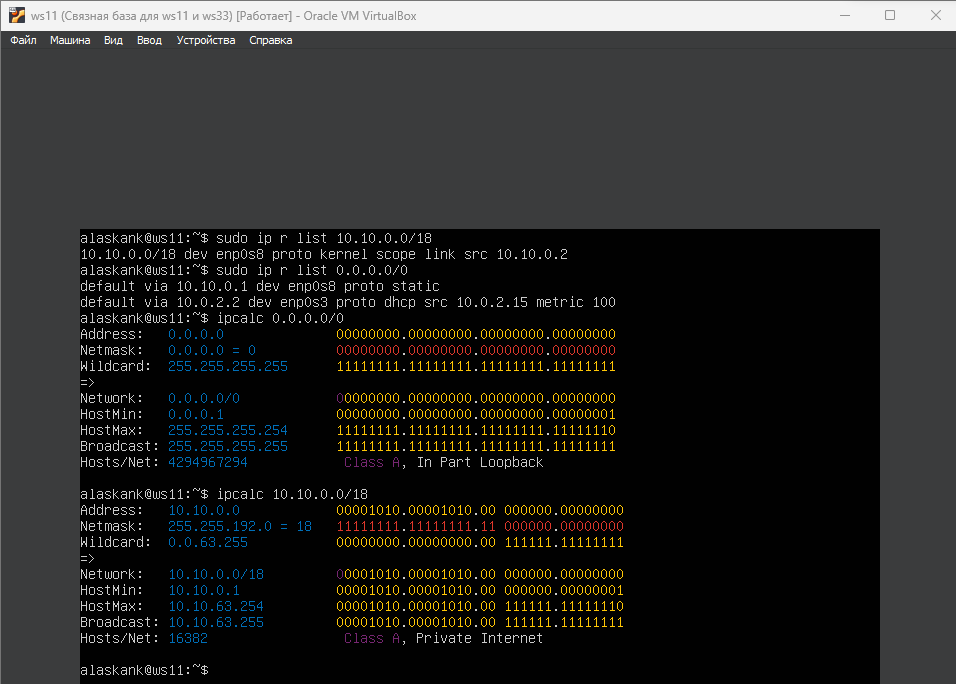 ws11 (Связная база для ws11 и ws33) [Работает] - Oracle VM VirtualBox
Файл Машина Вид Ввод Устройства Справка
alaskank@ws11:~$ sudo ip r list 10.10.0.0/18
10.10.0.0/18 dev enp0s8 proto kernel scope link src 10.10.0.2
alaskank@ws11:~$ sudo ip r list 0.0.0.0/0
default via 10.10.0.1 dev enp0s8 proto static
default via 10.0.2.2 dev enp0s3 proto dhcp src 10.0.2.15 metric 100
alaskank@ws11:~$ ipcalc 0.0.0.0/0
Address:   0.0.0.0              00000000.00000000.00000000.00000000
Netmask:   0.0.0.0 = 0          00000000.00000000.00000000.00000000
Wildcard:  255.255.255.255      11111111.11111111.11111111.11111111
=>
Network:   0.0.0.0/0            00000000.00000000.00000000.00000000
HostMin:   0.0.0.1              00000000.00000000.00000000.00000001
HostMax:   255.255.255.254      11111111.11111111.11111111.11111110
Broadcast: 255.255.255.255      11111111.11111111.11111111.11111111
Hosts/Net: 4294967294            Class A, In Part Loopback
alaskank@ws11:~$ ipcalc 10.10.0.0/18
Address:   10.10.0.0            00001010.00001010.00 000000.00000000
Netmask:   255.255.192.0 = 18   11111111.11111111.11 000000.00000000
Wildcard:  0.0.63.255           00000000.00000000.00 111111.11111111
=>
Network:   10.10.0.0/18         00001010.00001010.00 000000.00000000
HostMin:   10.10.0.1            00001010.00001010.00 000000.00000001
HostMax:   10.10.63.254         00001010.00001010.00 111111.11111110
Broadcast: 10.10.63.255         00001010.00001010.00 111111.11111111
Hosts/Net: 16382                 Class A, Private Internet
alaskank@ws11:~$